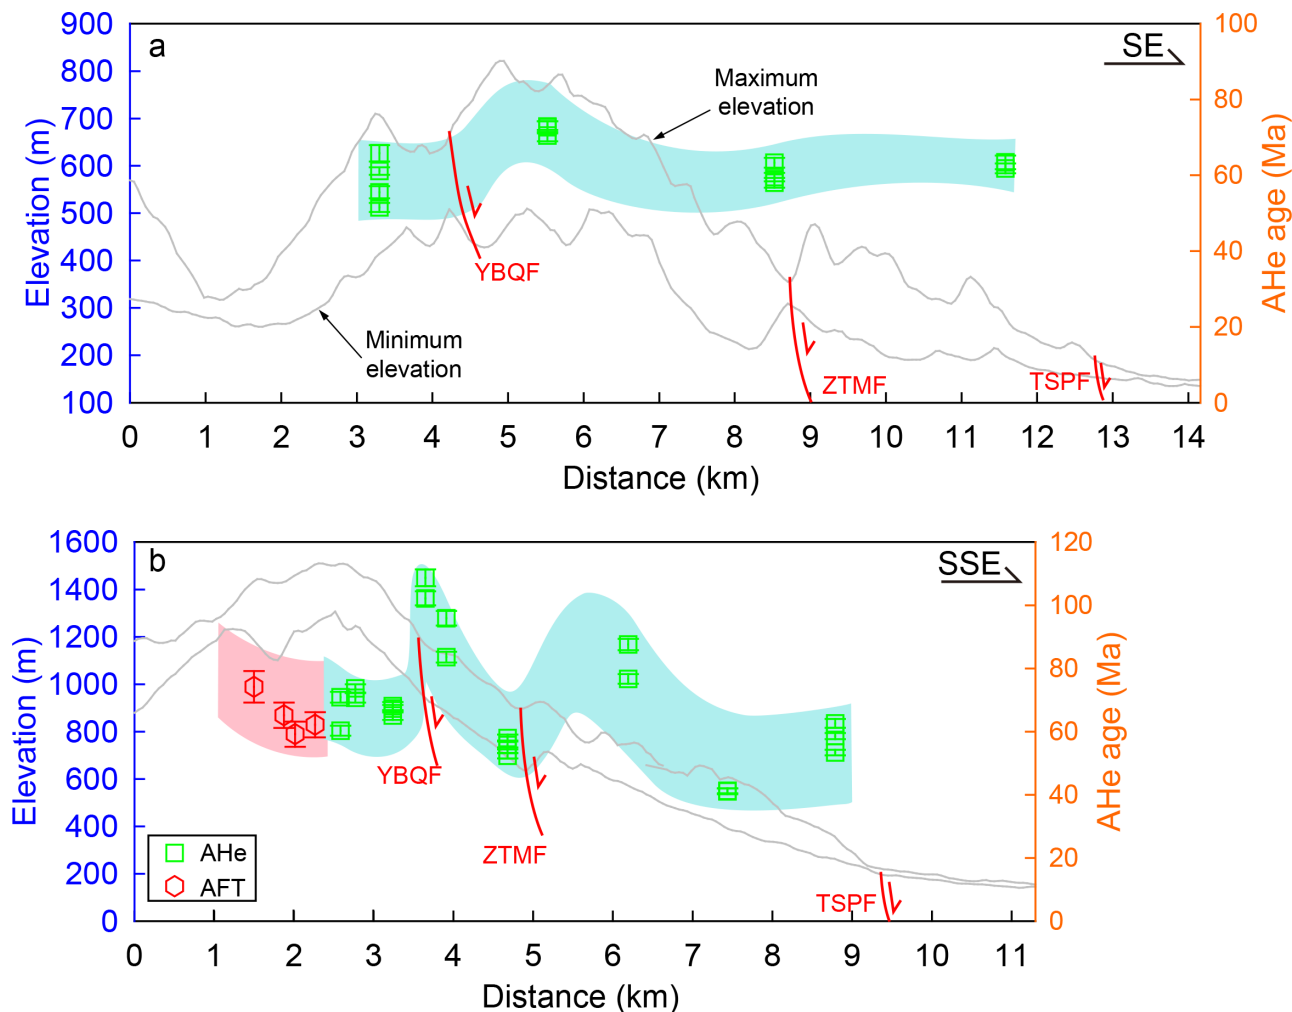 a
SE
900
800
700
600
500
400
300
200
100
Elevation (m)
100
80
60
40
20
0
AHe age (Ma)
Maximum
elevation
Minimum
elevation
YBQF
ZTMF
TSPF
0 1 2 3 4 5 6 7 8 9 10 11 12 13 14
Distance (km)
b
SSE
1600
1400
1200
1000
800
600
400
200
0
Elevation (m)
120
100
80
60
40
20
0
AHe age (Ma)
YBQF
ZTMF
TSPF
AHe
AFT
0 1 2 3 4 5 6 7 8 9 10 11
Distance (km)